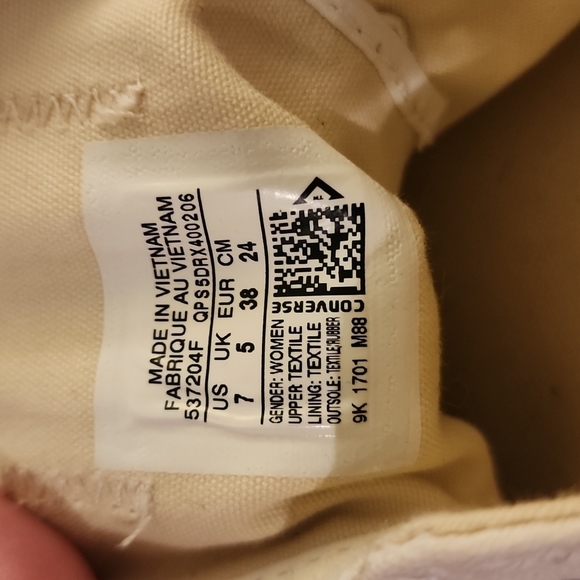 MADE IN VIETNAM
FABRIQUE AU VIETNAM
537204F QPS5DRX400206
US UK EUR CM
7 5 38 24
CONVERSE
GENDER: WOMEN
UPPER TEXTILE
LINING: TEXTILE
OUTSOLE: TEXTILE/RUBBER
9K 1701 M88